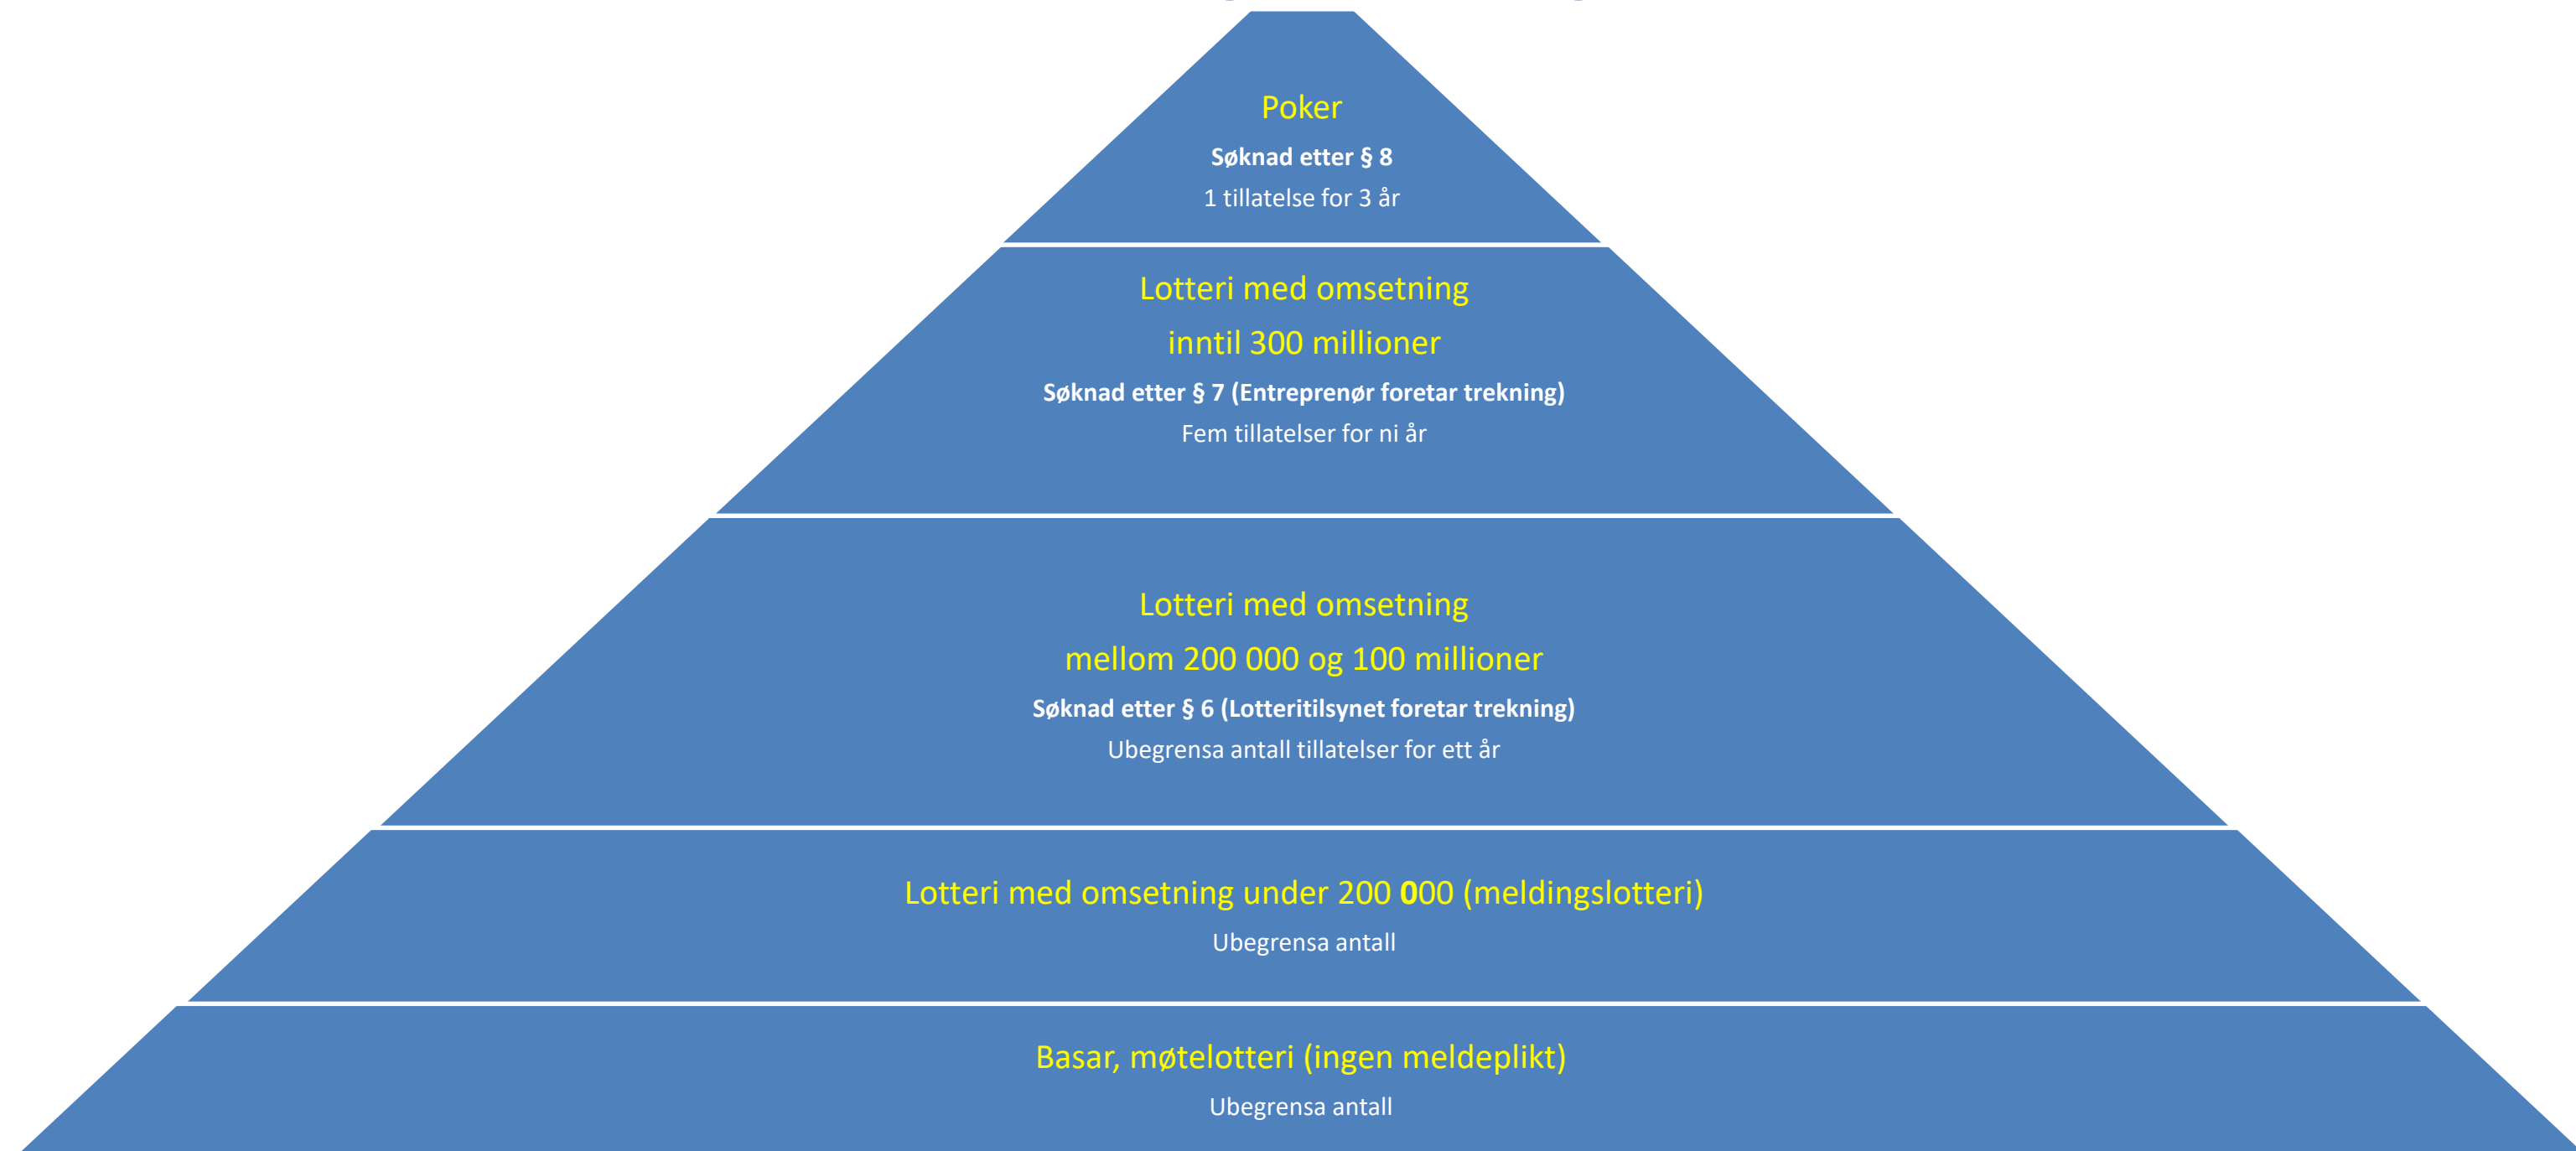 Poker
Søknad etter § 8
1 tillatelse for 3 år
Lotteri med omsetning
inntil 300 millioner
Søknad etter § 7 (Entreprenør foretar trekning)
Fem tillatelser for ni år
Lotteri med omsetning
mellom 200 000 og 100 millioner
Søknad etter § 6 (Lotteritilsynet foretar trekning)
Ubegrensa antall tillatelser for ett år
Lotteri med omsetning under 200 000 (meldingslotteri)
Ubegrensa antall
Basar, møtelotteri (ingen meldeplikt)
Ubegrensa antall